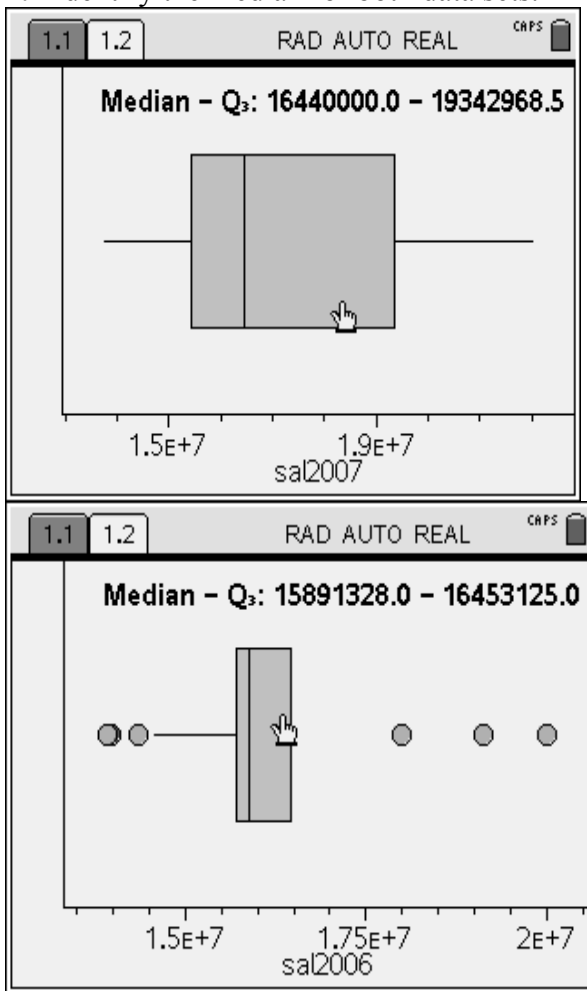 1.1 1.2 RAD AUTO REAL CAPS
Median – Q₃: 16440000.0 – 19342968.5
1.5E+7 1.9E+7
sal2007
1.1 1.2 RAD AUTO REAL CAPS
Median – Q₃: 15891328.0 – 16453125.0
1.5E+7 1.75E+7 2E+7
sal2006